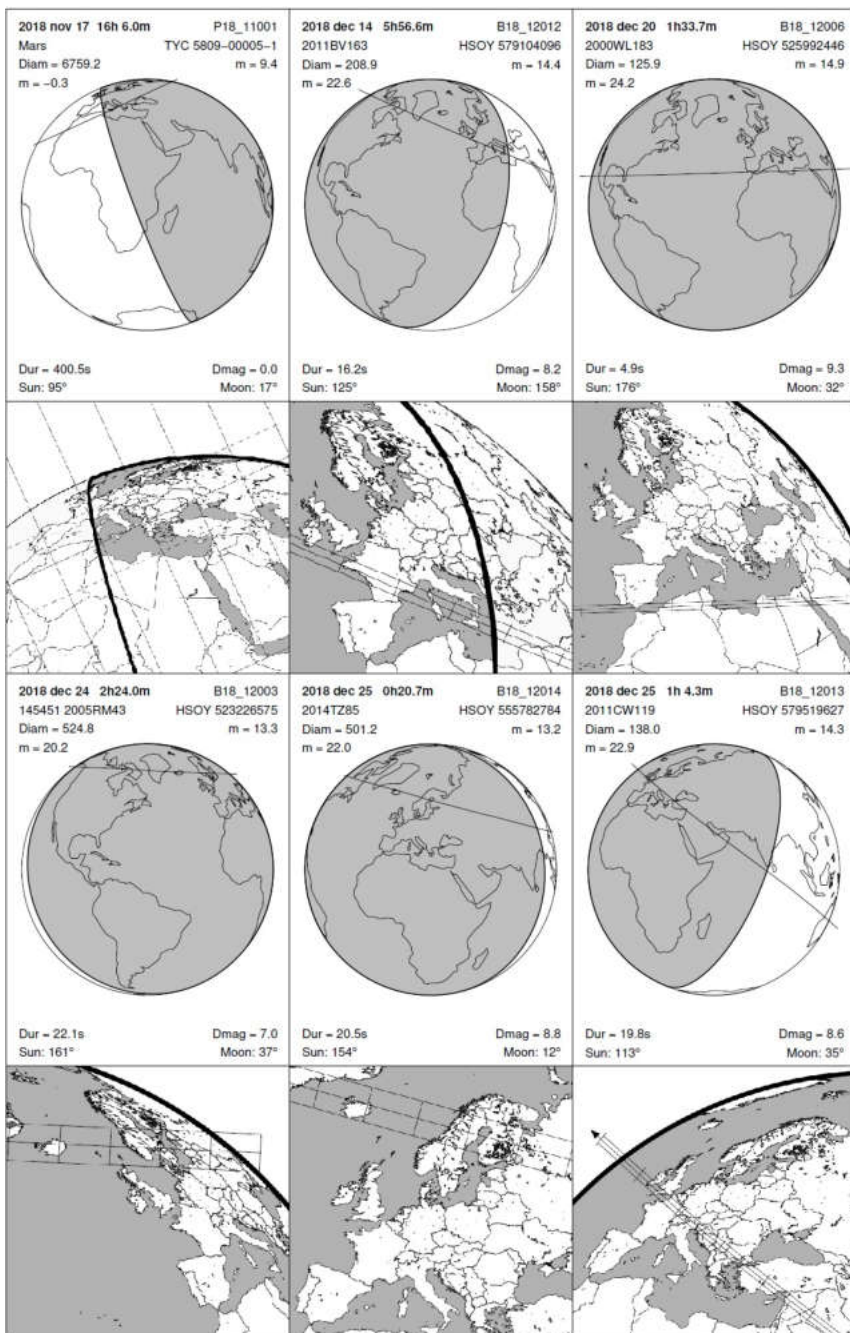 2018 nov 17 16h 6.0m P18_11001
Mars TYC 5809−00005−1
Diam = 6759.2 m = 9.4
m = −0.3
Dur = 400.5s Dmag = 0.0
Sun: 95° Moon: 17°
2018 dec 14 5h56.6m B18_12012
2011BV163 HSOY 579104096
Diam = 208.9 m = 14.4
m = 22.6
Dur = 16.2s Dmag = 8.2
Sun: 125° Moon: 158°
2018 dec 20 1h33.7m B18_12006
2000WL183 HSOY 525992446
Diam = 125.9 m = 14.9
m = 24.2
Dur = 4.9s Dmag = 9.3
Sun: 176° Moon: 32°
2018 dec 24 2h24.0m B18_12003
145451 2005RM43 HSOY 523226575
Diam = 524.8 m = 13.3
m = 20.2
Dur = 22.1s Dmag = 7.0
Sun: 161° Moon: 37°
2018 dec 25 0h20.7m B18_12014
2014TZ85 HSOY 555782784
Diam = 501.2 m = 13.2
m = 22.0
Dur = 20.5s Dmag = 8.8
Sun: 154° Moon: 12°
2018 dec 25 1h 4.3m B18_12013
2011CW119 HSOY 579519627
Diam = 138.0 m = 14.3
m = 22.9
Dur = 19.8s Dmag = 8.6
Sun: 113° Moon: 35°